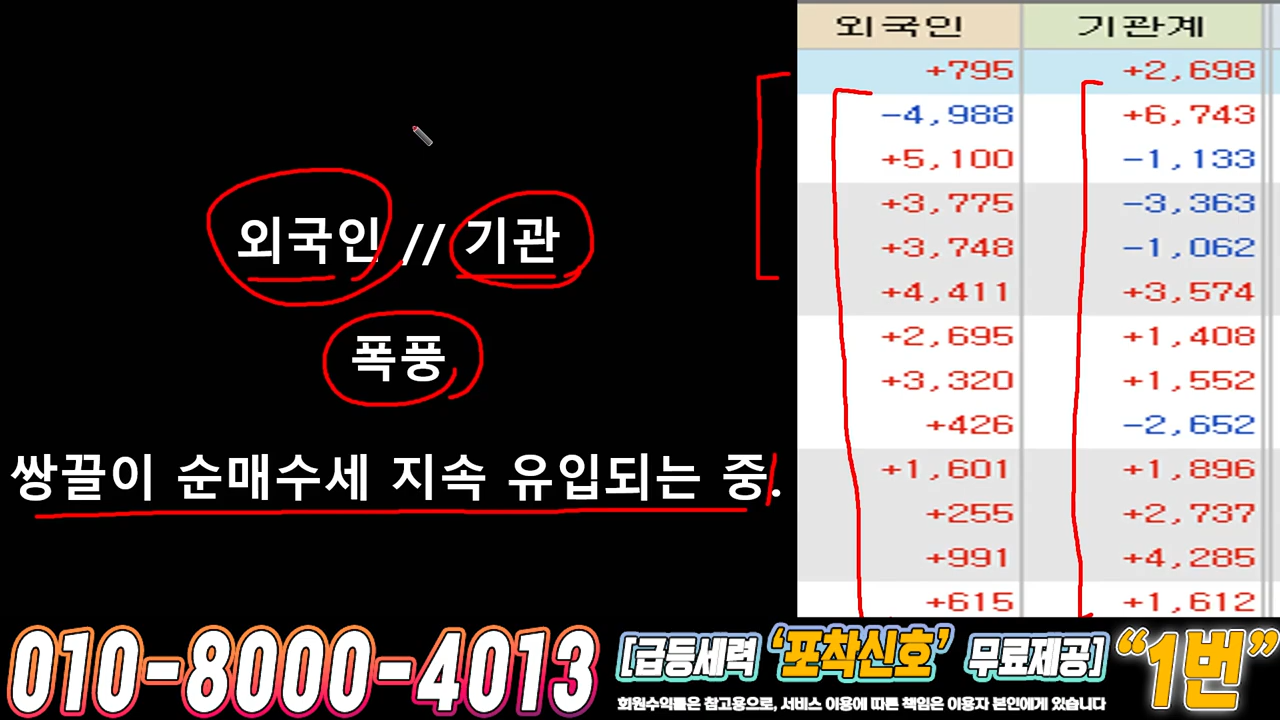 외국인 // 기관
폭풍
쌍끌이 순매수세 지속 유입되는 중.
외국인 기관계
+795 +2,698
-4,988 +6,743
+5,100 -1,133
+3,775 -3,363
+3,748 -1,062
+4,411 +3,574
+2,695 +1,408
+3,320 +1,552
+426 -2,652
+1,601 +1,896
+255 +2,737
+991 +4,285
+615 +1,612
010-8000-4013
[급등세력 '포착신호' 무료제공] "1번"
회원수익률은 참고용으로, 서비스 이용에 따른 책임은 이용자 본인에게 있습니다